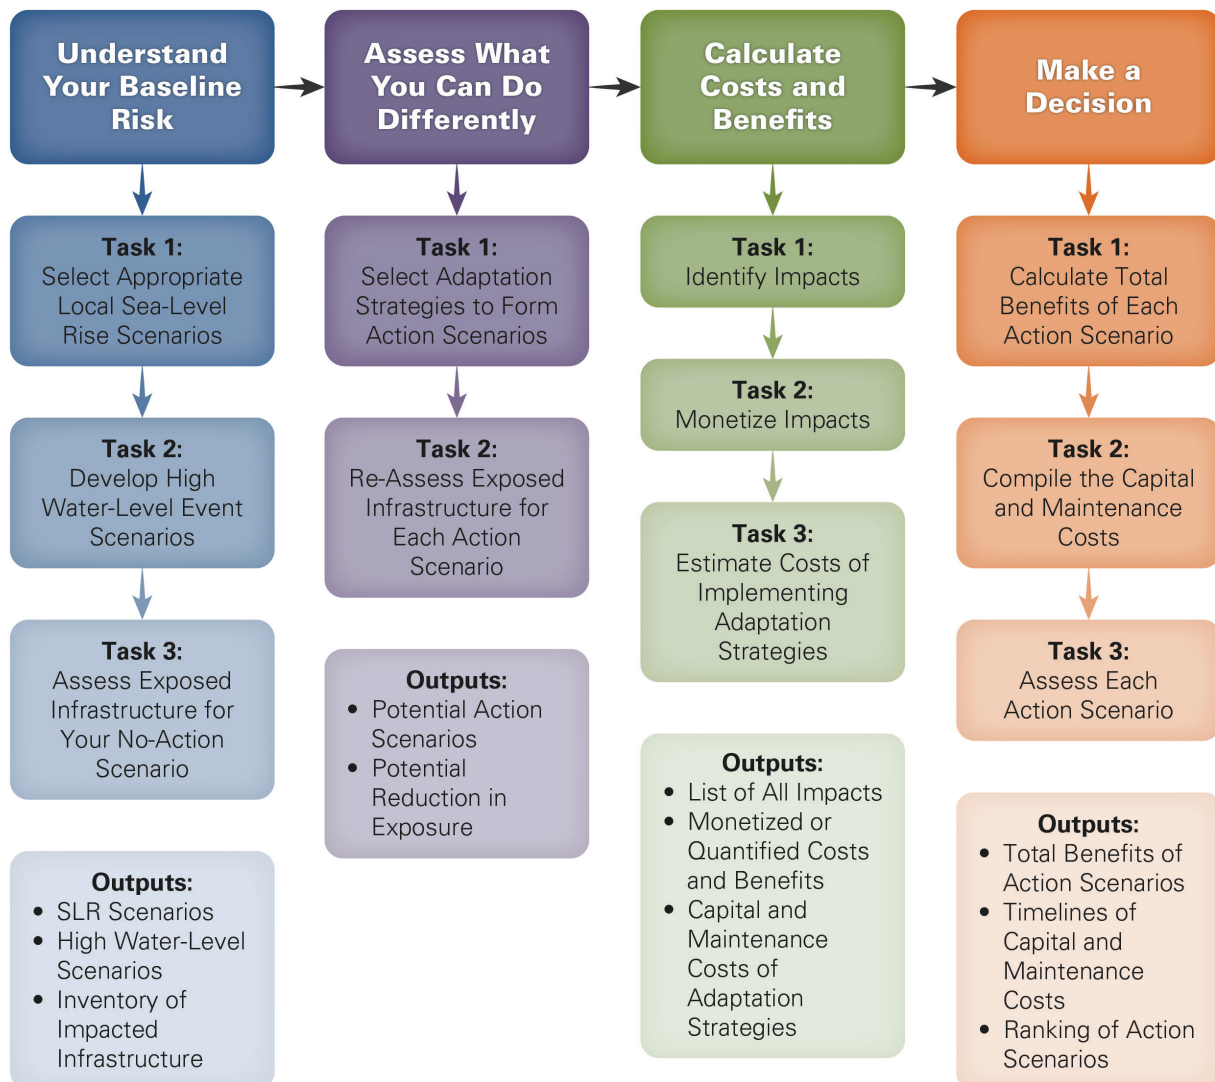 Understand
Your Baseline
Risk
Assess What
You Can Do
Differently
Calculate
Costs and
Benefits
Make a
Decision
Task 1:
Select Appropriate
Local Sea-Level
Rise Scenarios
Task 2:
Develop High
Water-Level Event
Scenarios
Task 3:
Assess Exposed
Infrastructure for
Your No-Action
Scenario
Outputs:
• SLR Scenarios
• High Water-Level
Scenarios
• Inventory of
Impacted
Infrastructure
Task 1:
Select Adaptation
Strategies to Form
Action Scenarios
Task 2:
Re-Assess Exposed
Infrastructure for
Each Action
Scenario
Outputs:
• Potential Action
Scenarios
• Potential
Reduction in
Exposure
Task 1:
Identify Impacts
Task 2:
Monetize Impacts
Task 3:
Estimate Costs of
Implementing
Adaptation
Strategies
Outputs:
• List of All Impacts
• Monetized or
Quantified Costs
and Benefits
• Capital and
Maintenance
Costs of
Adaptation
Strategies
Task 1:
Calculate Total
Benefits of Each
Action Scenario
Task 2:
Compile the Capital
and Maintenance
Costs
Task 3:
Assess Each
Action Scenario
Outputs:
• Total Benefits of
Action Scenarios
• Timelines of
Capital and
Maintenance
Costs
• Ranking of Action
Scenarios